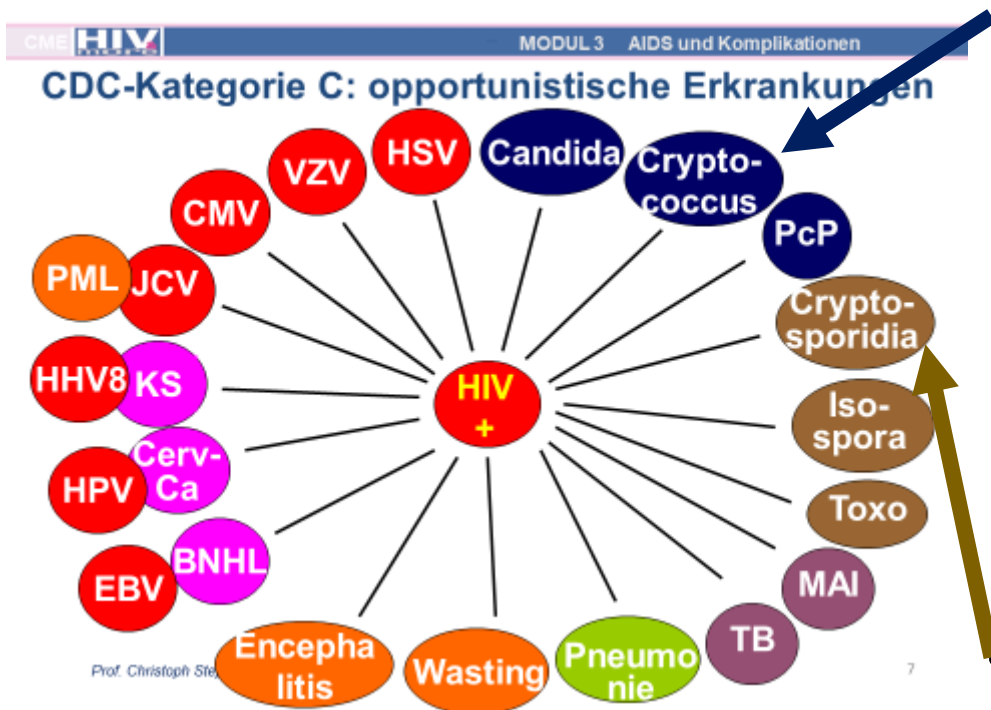 CME HIV
MODUL 3 AIDS und Komplikationen
CDC-Kategorie C: opportunistische Erkrankungen
HSV
Candida
Crypto-
coccus
VZV
CMV
PcP
PML
JCV
Crypto-
sporidia
HHV8
KS
HIV
+
Iso-
spora
Cerv-
Ca
HPV
Toxo
BNHL
EBV
MAI
TB
Encepha
litis
Wasting
Pneumo
nie
Prof. Christoph
7